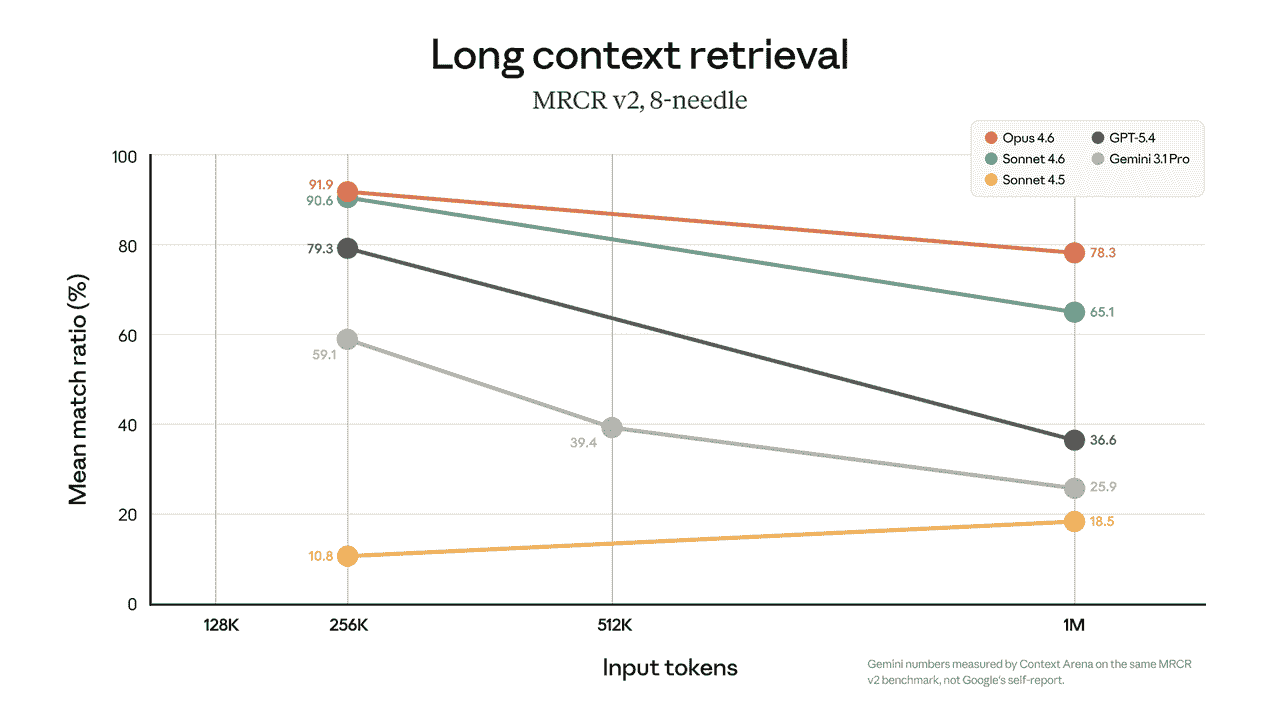 Long context retrieval
MRCR v2, 8-needle
Opus 4.6
GPT-5.4
Sonnet 4.6
Gemini 3.1 Pro
Sonnet 4.5
Mean match ratio (%)
100
80
60
40
20
0
91.9
90.6
79.3
59.1
39.4
10.8
78.3
65.1
36.6
25.9
18.5
128K
256K
512K
1M
Input tokens
Gemini numbers measured by Context Arena on the same MRCR
v2 benchmark, not Google's self-report.